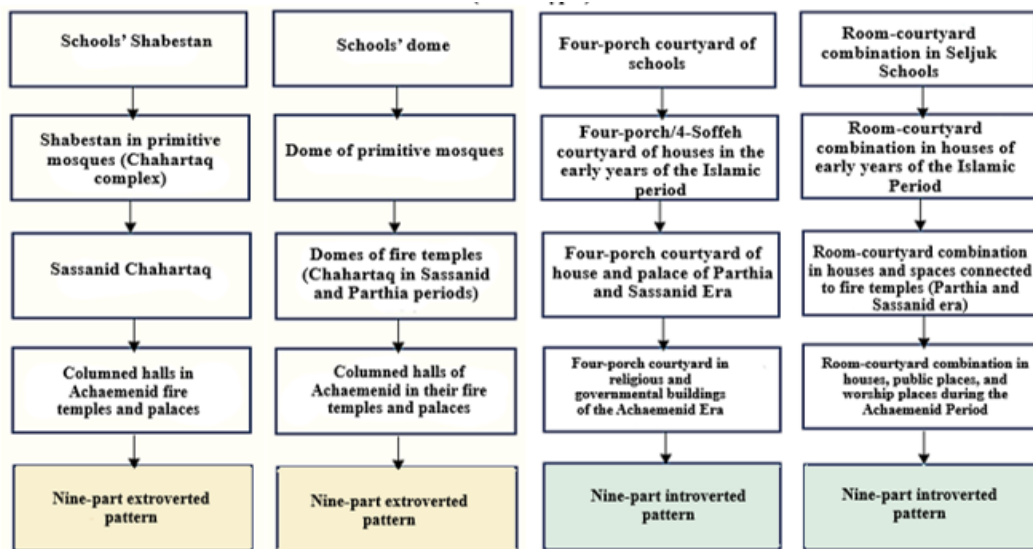 Schools' Shabestan
Shabestan in primitive
mosques (Chahartaq
complex)
Sassanid Chahartaq
Columned halls in
Achaemenid fire
temples and palaces
Nine-part extroverted
pattern
Schools' dome
Dome of primitive mosques
Domes of fire temples
(Chahartaq in Sassanid
and Parthia periods)
Columned halls of
Achaemenid in their fire
temples and palaces
Nine-part extroverted
pattern
Four-porch courtyard of
schools
Four-porch/4-Soffeh
courtyard of houses in the
early years of the Islamic
period
Four-porch courtyard of
house and palace of Parthia
and Sassanid Era
Four-porch courtyard in
religious and
governmental buildings
of the Achaemenid Era
Nine-part introverted
pattern
Room-courtyard
combination in Seljuk
Schools
Room-courtyard
combination in houses of
early years of the Islamic
Period
Room-courtyard combination
in houses and spaces connected
to fire temples (Parthia and
Sassanid era)
Room-courtyard combination in
houses, public places, and
worship places during the
Achaemenid Period
Nine-part introverted
pattern